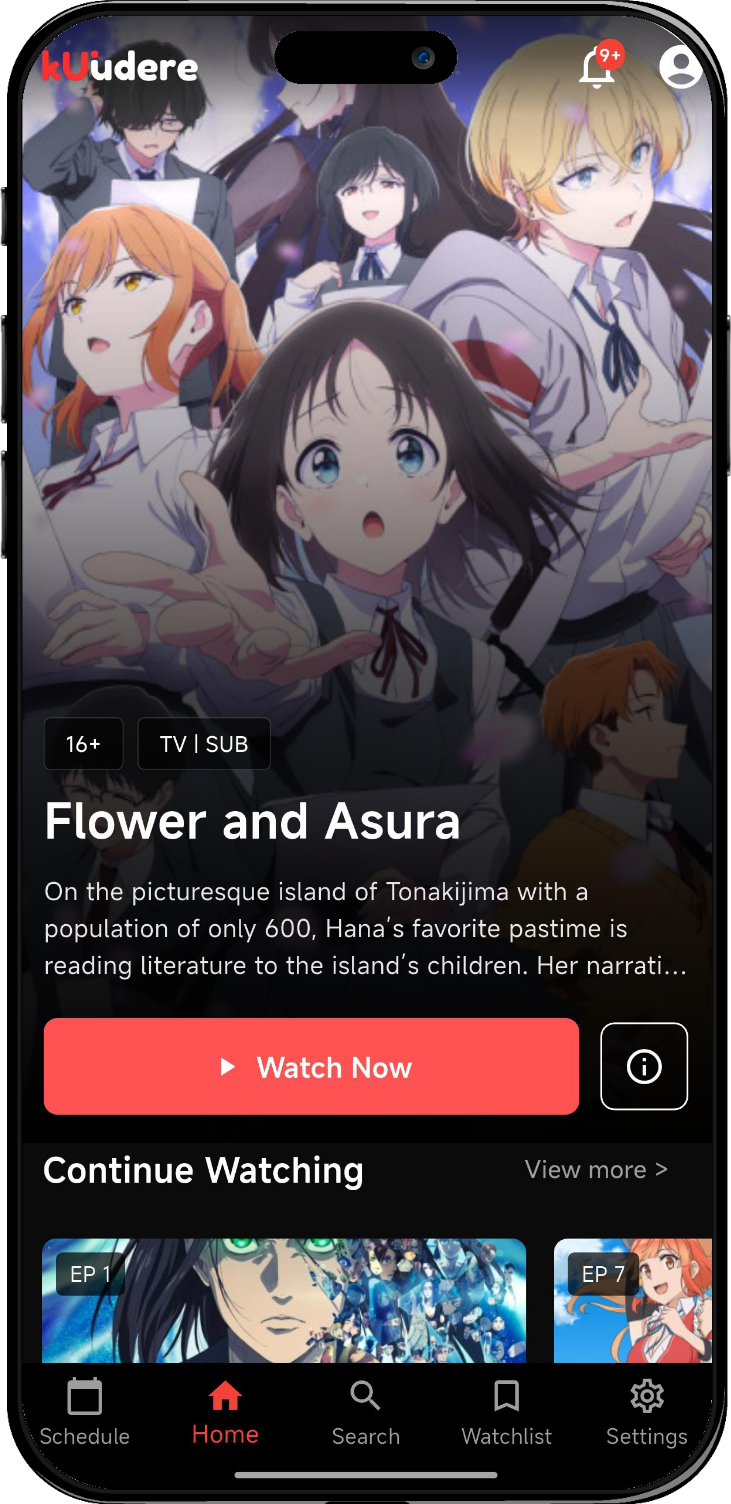 kUudere
9+
16+
TV | SUB
Flower and Asura
On the picturesque island of Tonakijima with a
population of only 600, Hana's favorite pastime is
reading literature to the island's children. Her narrati...
Watch Now
Continue Watching
View more >
EP 1
EP 7
Schedule
Home
Search
Watchlist
Settings